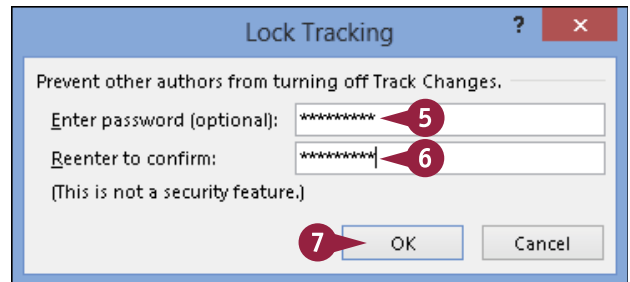 Lock Tracking ? ×
Prevent other authors from turning off Track Changes.
Enter password (optional): ********* 5
Reenter to confirm: ********* 6
(This is not a security feature.)
7 OK Cancel